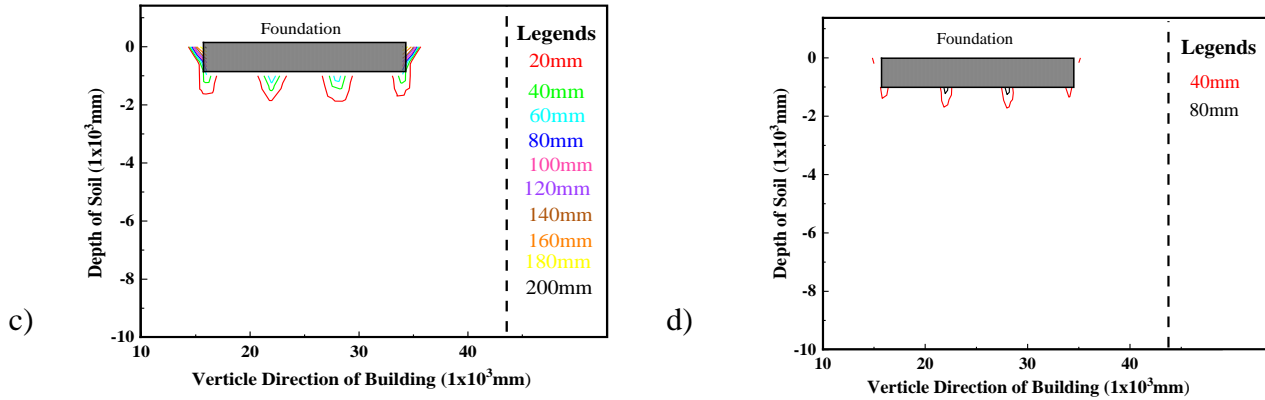 c)
Foundation
0
-2
-4
-6
-8
-10
10
20
30
40
Depth of Soil (1x10³mm)
Verticle Direction of Building (1x10³mm)
Legends
20mm
40mm
60mm
80mm
100mm
120mm
140mm
160mm
180mm
200mm
d)
Foundation
0
-2
-4
-6
-8
-10
10
20
30
40
Depth of Soil (1x10³mm)
Verticle Direction of Building (1x10³mm)
Legends
40mm
80mm